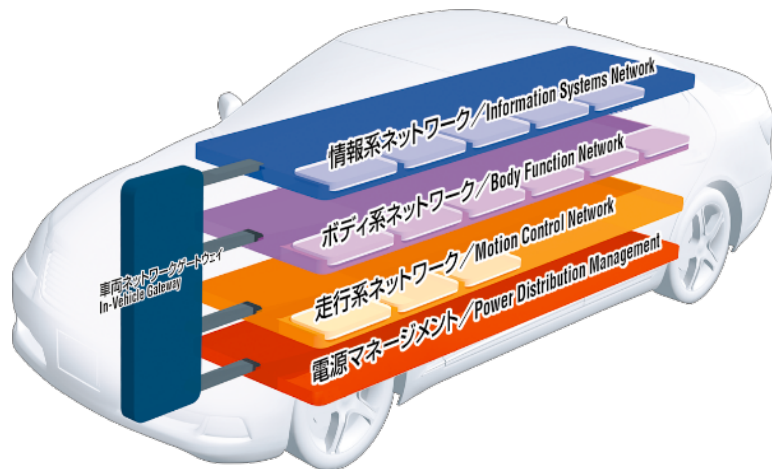 情報系ネットワーク／Information Systems Network
ボディ系ネットワーク／Body Function Network
走行系ネットワーク／Motion Control Network
電源マネージメント／Power Distribution Management
車両ネットワークゲートウェイ
In-Vehicle Gateway